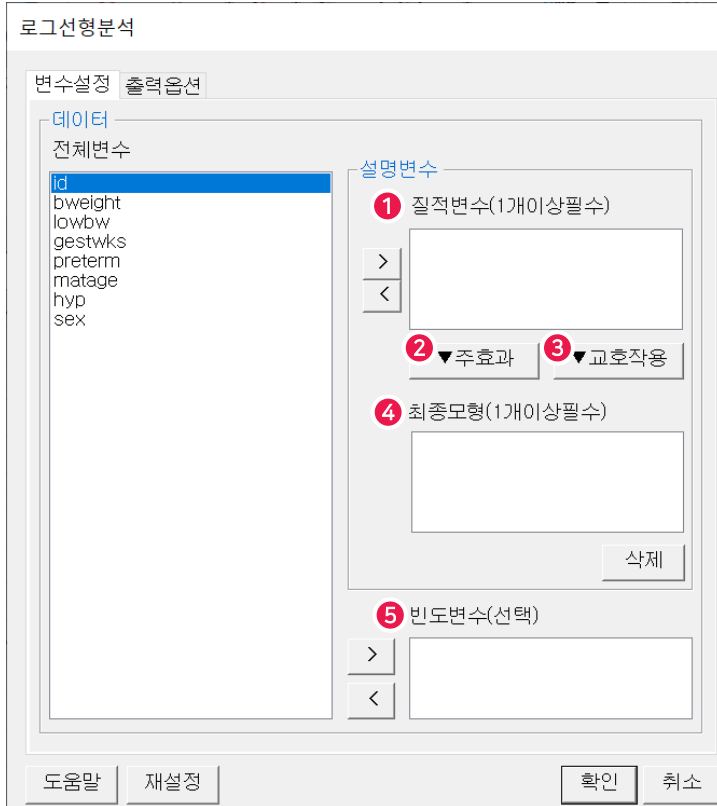 로그선형분석
변수설정 출력옵션
데이터
전체변수
id
bweight
lowbw
gestwks
preterm
matage
hyp
sex
설명변수
1 질적변수(1개이상필수)
>
<
2 ▼주효과 3 ▼교호작용
4 최종모형(1개이상필수)
삭제
5 빈도변수(선택)
>
<
도움말 재설정 확인 취소